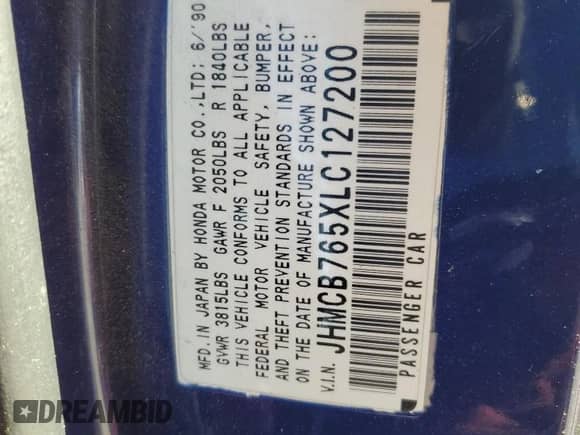 MFD. IN JAPAN BY HONDA MOTOR CO.,LTD: 6/'90
GVWR 3815LBS GAWR F 2050LBS R 1840LBS
THIS VEHICLE CONFORMS TO ALL APPLICABLE
FEDERAL MOTOR VEHICLE SAFETY, BUMPER,
AND THEFT PREVENTION STANDARDS IN EFFECT
ON THE DATE OF MANUFACTURE SHOWN ABOVE:
V.I.N. JHMCB765XLC127200
PASSENGER CAR
DREAMBID